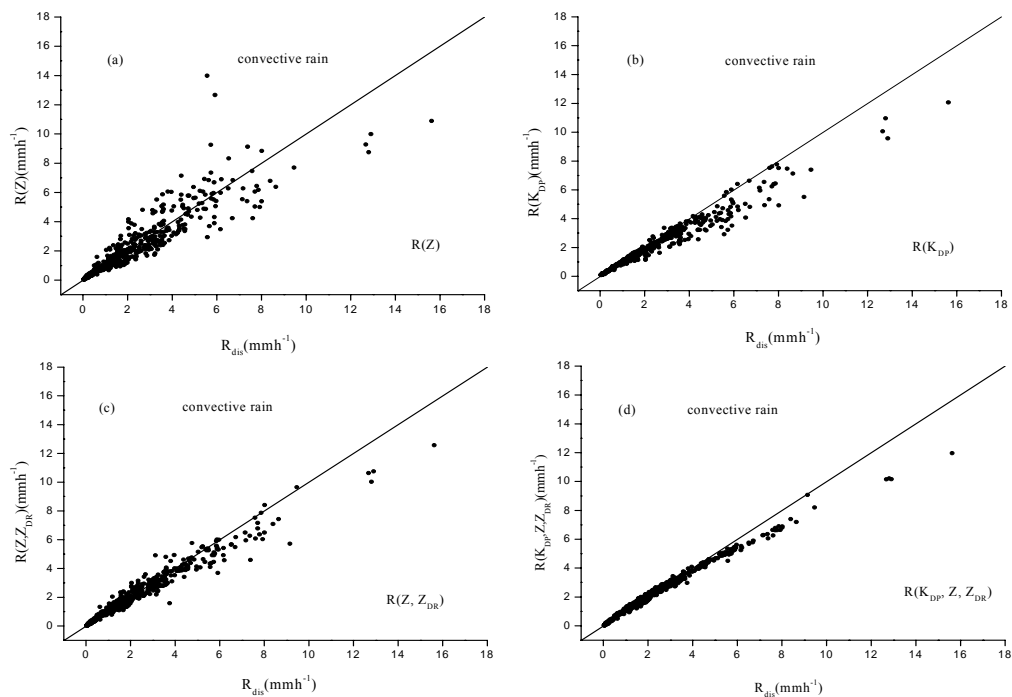 18
16
14
12
10
8
6
4
2
0
(a)
convective rain
R(Z)(mmh⁻¹)
R(Z)
0 2 4 6 8 10 12 14 16 18
R_dis(mmh⁻¹)
18
16
14
12
10
8
6
4
2
0
(b)
convective rain
R(K_DP)(mmh⁻¹)
R(K_DP)
0 2 4 6 8 10 12 14 16 18
R_dis(mmh⁻¹)
18
16
14
12
10
8
6
4
2
0
(c)
convective rain
R(Z,Z_DR)(mmh⁻¹)
R(Z, Z_DR)
0 2 4 6 8 10 12 14 16 18
R_dis(mmh⁻¹)
18
16
14
12
10
8
6
4
2
0
(d)
convective rain
R(K_DP,Z,Z_DR)(mmh⁻¹)
R(K_DP, Z, Z_DR)
0 2 4 6 8 10 12 14 16 18
R_dis(mmh⁻¹)